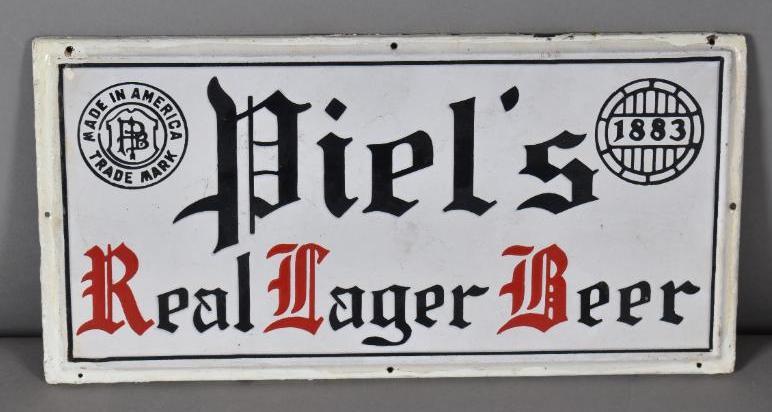 MADE IN AMERICA
PB
TRADE MARK
Piel's
1883
Real Lager Beer